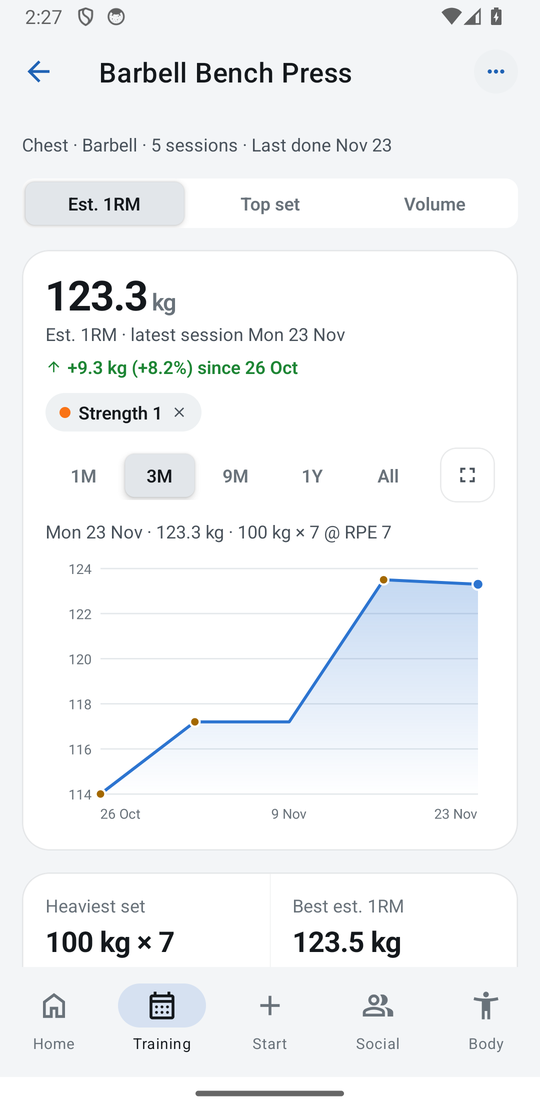 2:27
Barbell Bench Press
Chest · Barbell · 5 sessions · Last done Nov 23
Est. 1RM Top set Volume
123.3 kg
Est. 1RM · latest session Mon 23 Nov
↑ +9.3 kg (+8.2%) since 26 Oct
Strength 1 ×
1M 3M 9M 1Y All
Mon 23 Nov · 123.3 kg · 100 kg × 7 @ RPE 7
124
122
120
118
116
114
26 Oct 9 Nov 23 Nov
Heaviest set Best est. 1RM
100 kg × 7 123.5 kg
Home Training Start Social Body